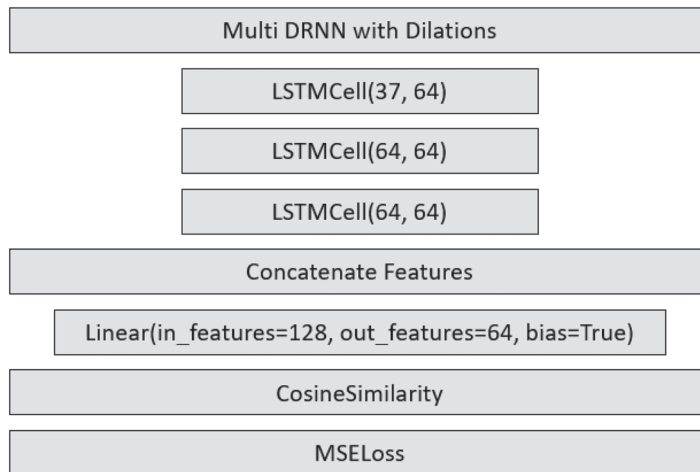 Multi DRNN with Dilations
LSTMCell(37, 64)
LSTMCell(64, 64)
LSTMCell(64, 64)
Concatenate Features
Linear(in_features=128, out_features=64, bias=True)
CosineSimilarity
MSELoss